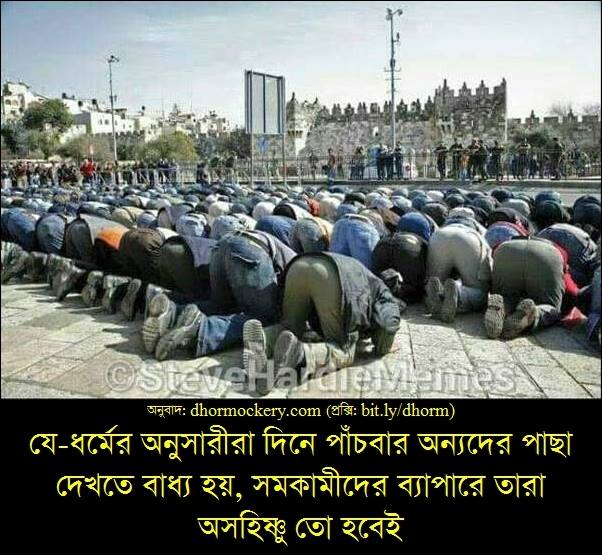 ©SteveHardieMemes
অনুবাদ: dhormockery.com (প্রক্সি: bit.ly/dhorm)
যে-ধর্মের অনুসারীরা দিনে পাঁচবার অন্যদের পাছা
দেখতে বাধ্য হয়, সমকামীদের ব্যাপারে তারা
অসহিষ্ণু তো হবেই